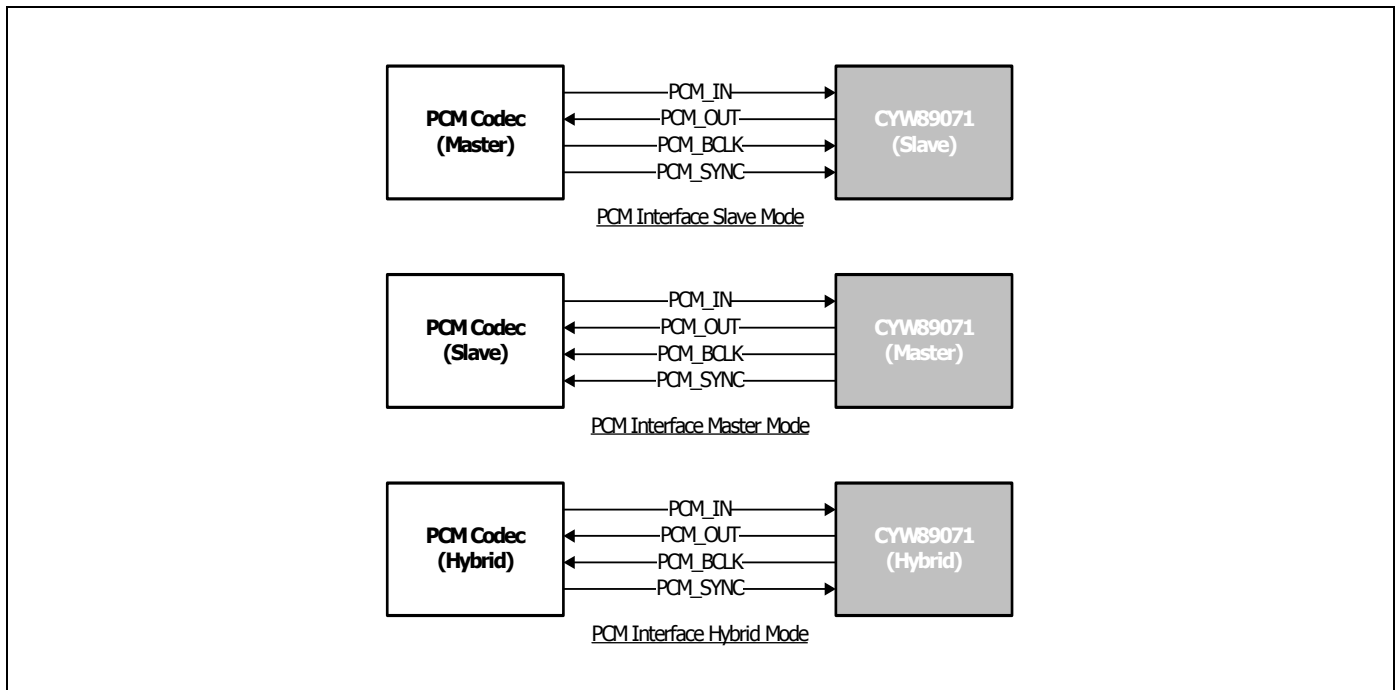 PCM Codec
(Master)
PCM_IN
PCM_OUT
PCM_BCLK
PCM_SYNC
CYW89071
(Slave)
PCM Interface Slave Mode
PCM Codec
(Slave)
PCM_IN
PCM_OUT
PCM_BCLK
PCM_SYNC
CYW89071
(Master)
PCM Interface Master Mode
PCM Codec
(Hybrid)
PCM_IN
PCM_OUT
PCM_BCLK
PCM_SYNC
CYW89071
(Hybrid)
PCM Interface Hybrid Mode